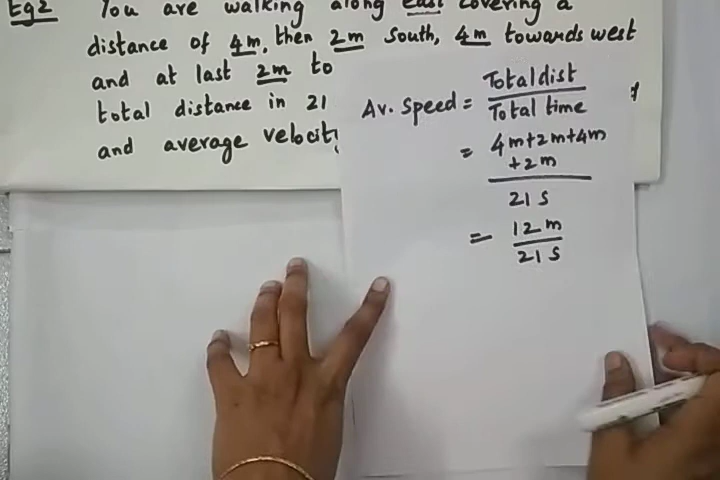 Eg2 You are walking along east covering a
distance of 4m, then 2m South, 4m towards west
and at last 2m to
total distance in 21
and average velocity
Av. Speed = Total dist / Total time
= 4m+2m+4m +2m / 21 s
= 12 m / 21 s